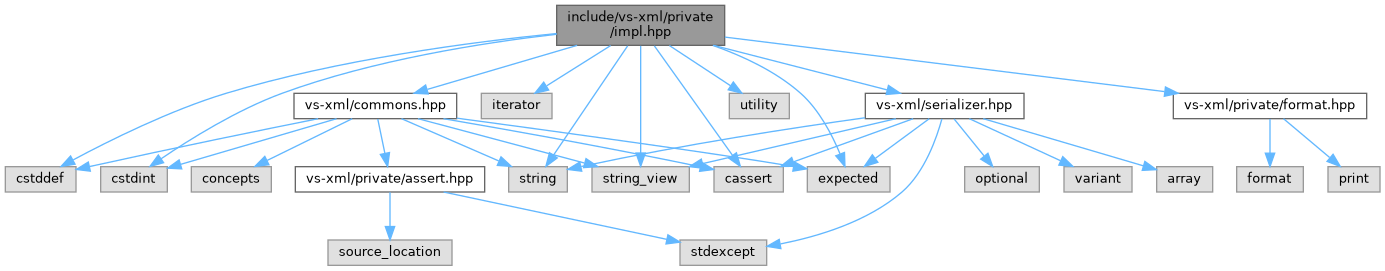 include/vs-xml/private
/impl.hpp
vs-xml/commons.hpp
iterator
utility
vs-xml/serializer.hpp
vs-xml/private/format.hpp
cstddef
cstdint
concepts
vs-xml/private/assert.hpp
string
string_view
cassert
expected
optional
variant
array
format
print
source_location
stdexcept